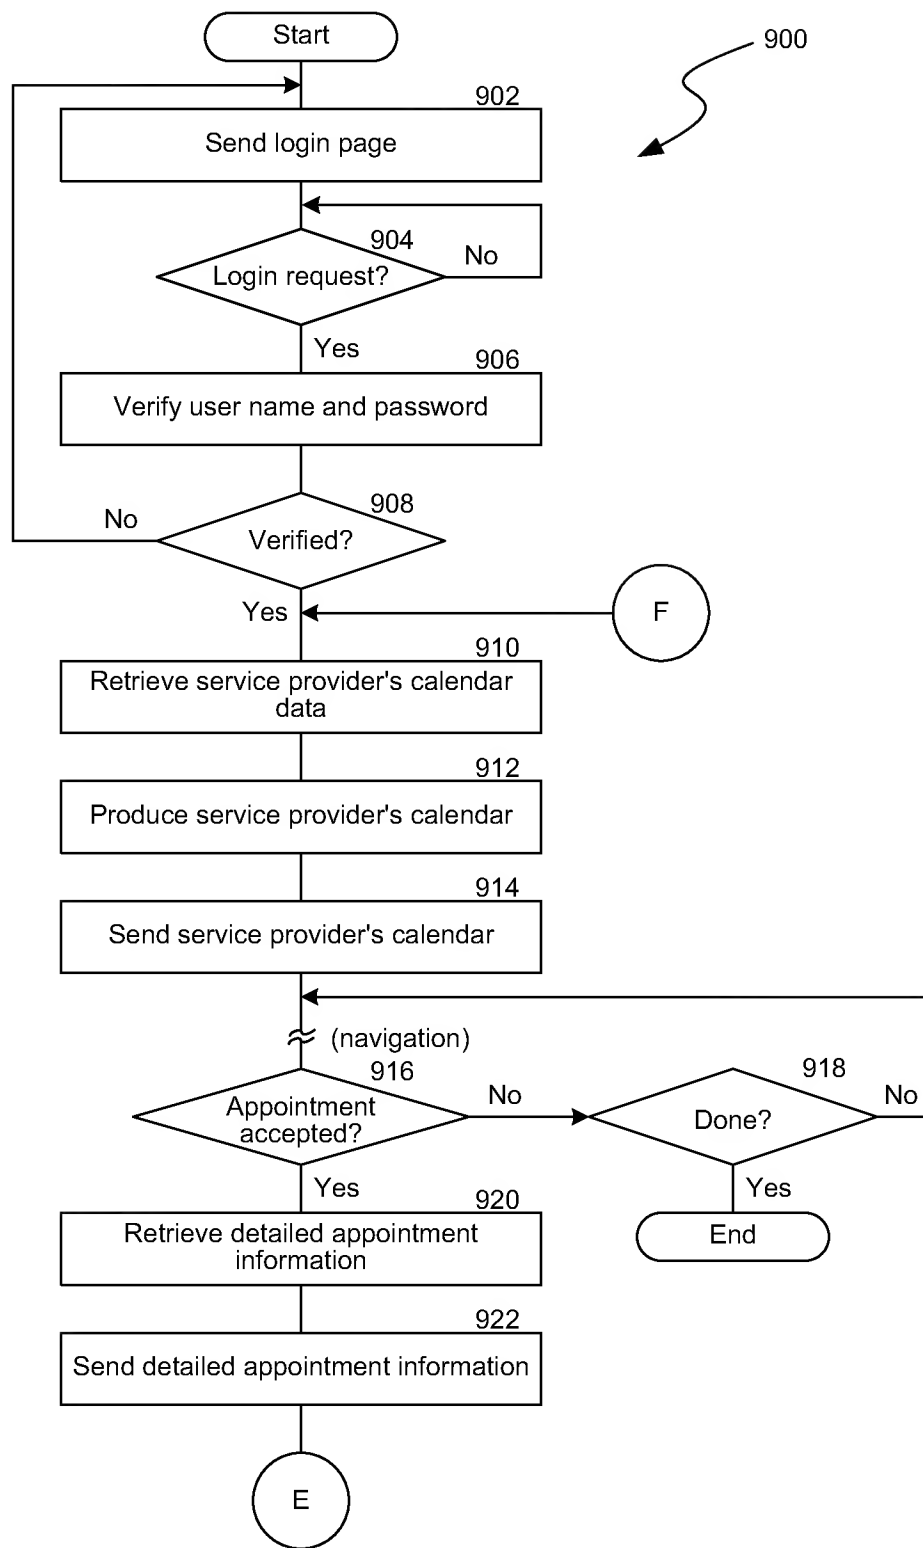 Start
900
902
Send login page
904
Login request?
No
Yes
906
Verify user name and password
908
No
Verified?
Yes
F
910
Retrieve service provider's calendar
data
912
Produce service provider's calendar
914
Send service provider's calendar
(navigation)
916
Appointment
accepted?
No
918
Done?
No
Yes
Yes
End
920
Retrieve detailed appointment
information
922
Send detailed appointment information
E